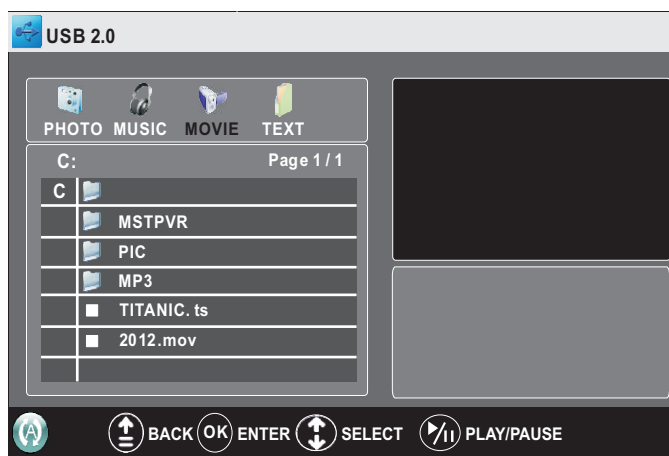 USB 2.0
PHOTO MUSIC MOVIE TEXT
C: Page 1 / 1
C
MSTPVR
PIC
MP3
TITANIC. ts
2012.mov
A BACK OK ENTER SELECT PLAY/PAUSE